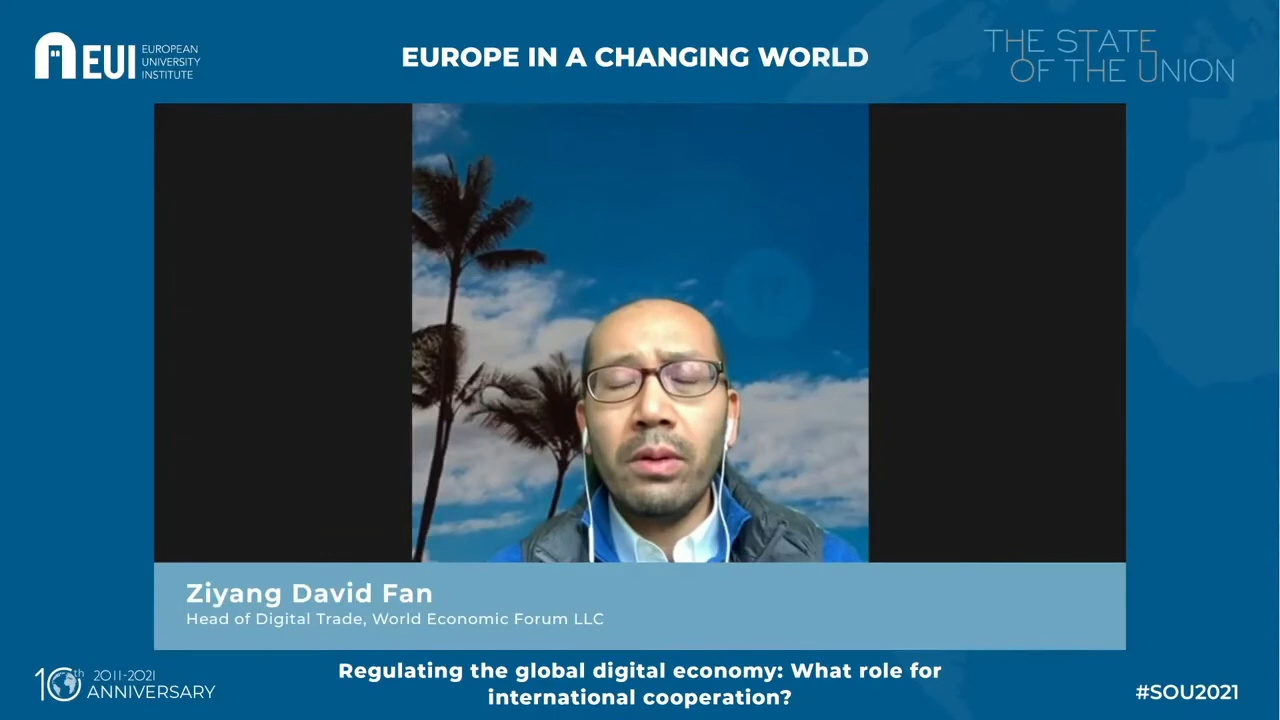 EUI
EUROPEAN
UNIVERSITY
INSTITUTE
EUROPE IN A CHANGING WORLD
THE STATE
OF THE UNION
Ziyang David Fan
Head of Digital Trade, World Economic Forum LLC
10th
2011-2021
ANNIVERSARY
Regulating the global digital economy: What role for
international cooperation?
#SOU2021